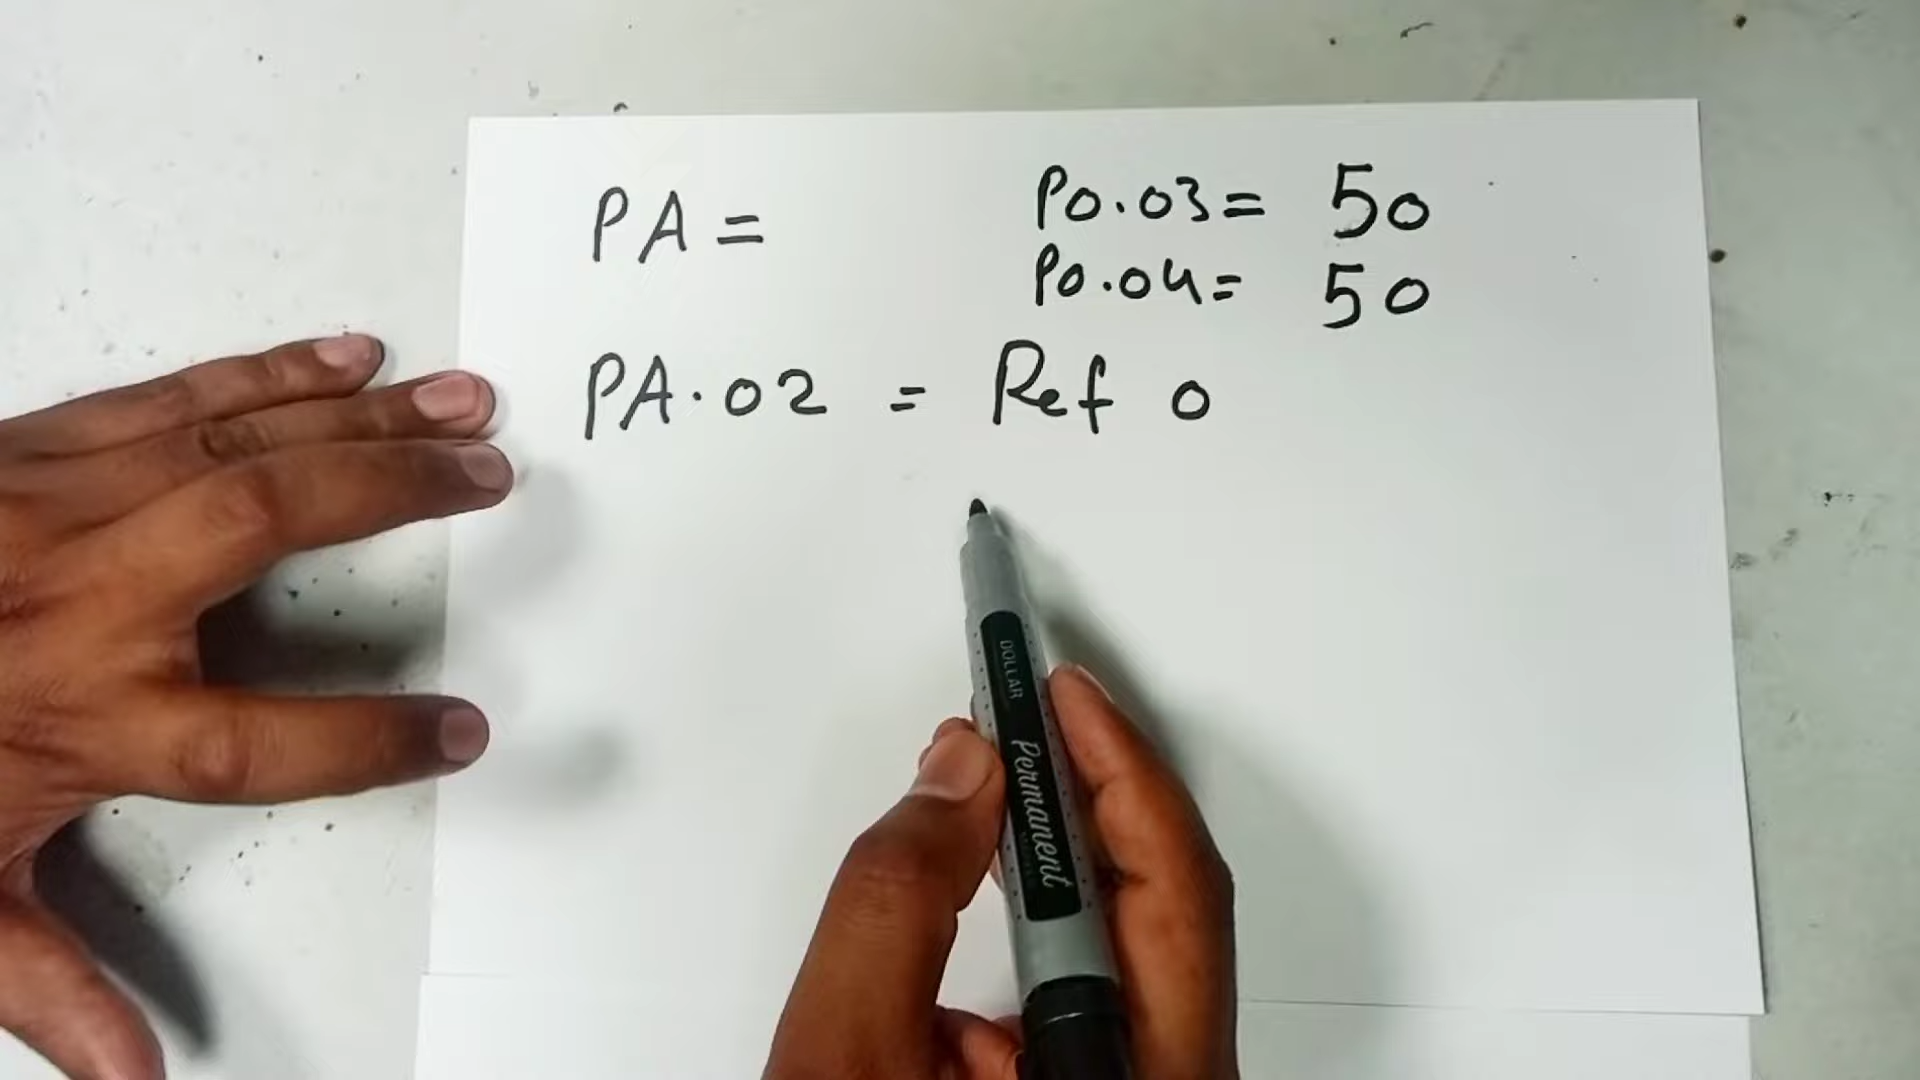 PA = P0.03 = 50
P0.04 = 50
PA.02 = Ref 0
DOLLAR
Permanent